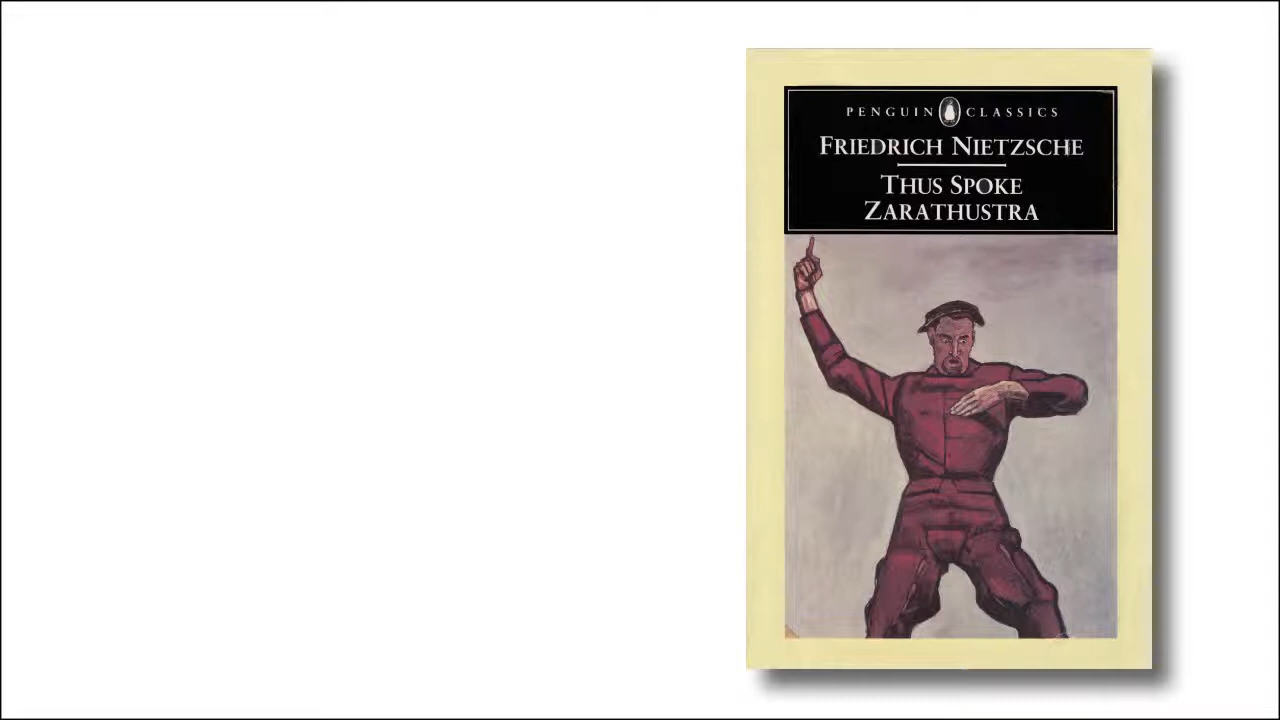 PENGUIN CLASSICS
FRIEDRICH NIETZSCHE
THUS SPOKE
ZARATHUSTRA